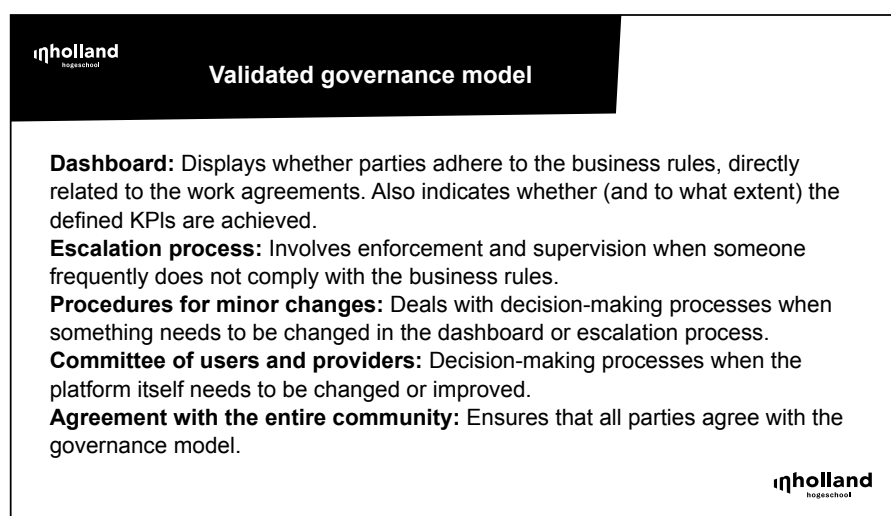 inholland
hogeschool
Validated governance model
Dashboard: Displays whether parties adhere to the business rules, directly
related to the work agreements. Also indicates whether (and to what extent) the
defined KPIs are achieved.
Escalation process: Involves enforcement and supervision when someone
frequently does not comply with the business rules.
Procedures for minor changes: Deals with decision-making processes when
something needs to be changed in the dashboard or escalation process.
Committee of users and providers: Decision-making processes when the
platform itself needs to be changed or improved.
Agreement with the entire community: Ensures that all parties agree with the
governance model.
inholland
hogeschool